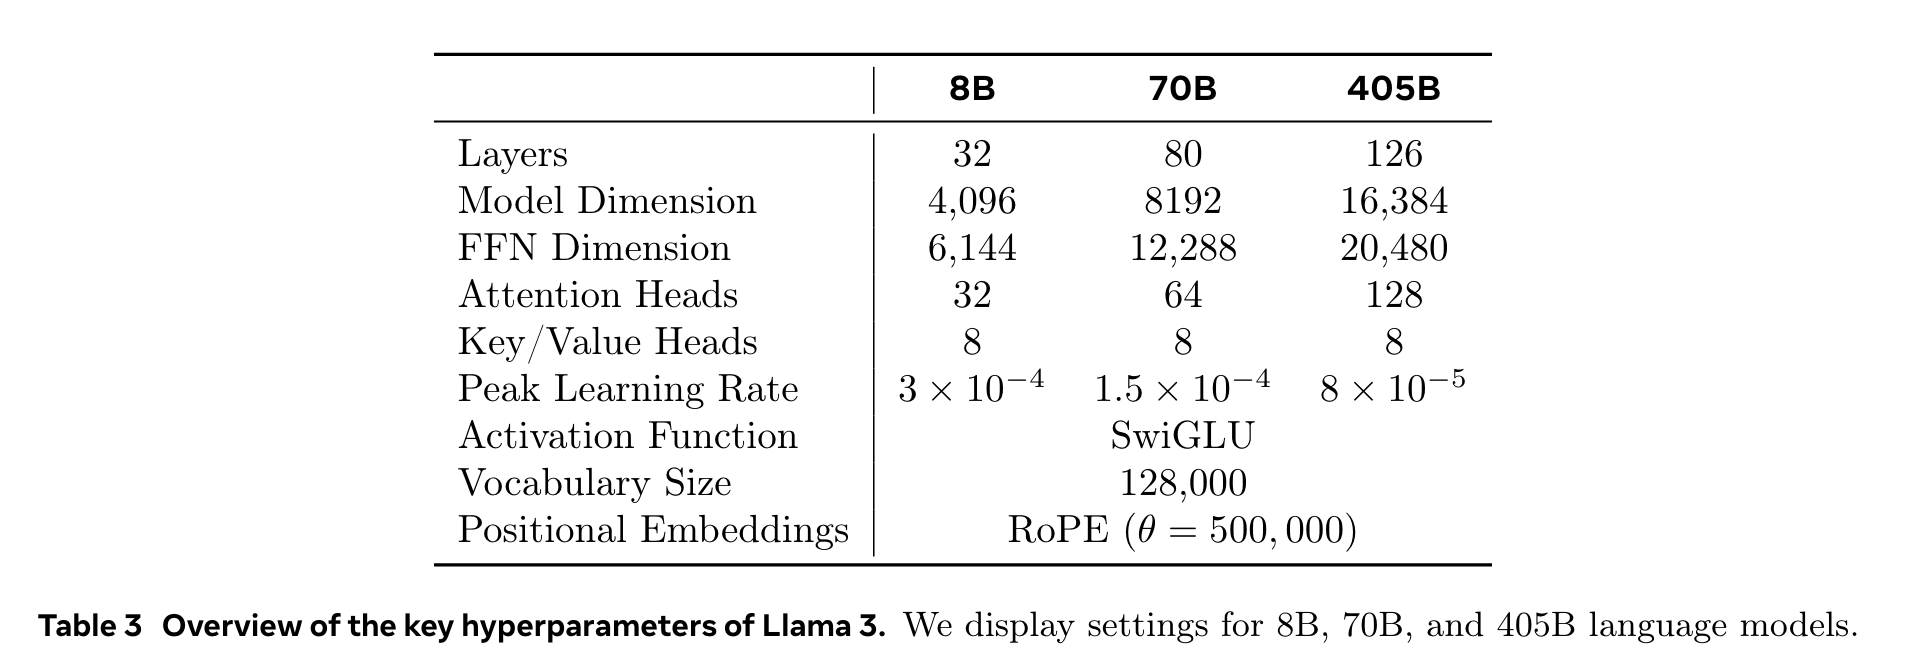 8B 70B 405B
Layers 32 80 126
Model Dimension 4,096 8192 16,384
FFN Dimension 6,144 12,288 20,480
Attention Heads 32 64 128
Key/Value Heads 8 8 8
Peak Learning Rate 3 × 10⁻⁴ 1.5 × 10⁻⁴ 8 × 10⁻⁵
Activation Function SwiGLU
Vocabulary Size 128,000
Positional Embeddings RoPE (θ = 500, 000)
Table 3 Overview of the key hyperparameters of Llama 3. We display settings for 8B, 70B, and 405B language models.